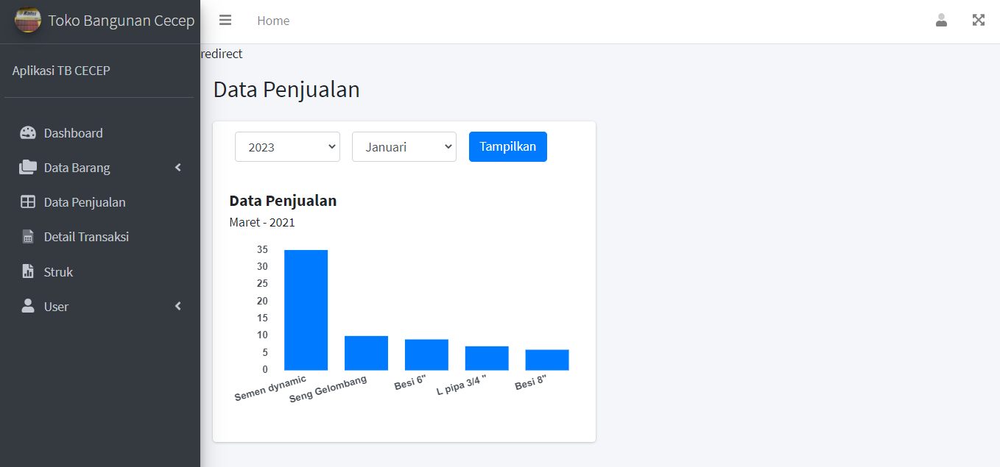 Toko Bangunan Cecep
Home
redirect
Aplikasi TB CECEP
Dashboard
Data Barang
Data Penjualan
Detail Transaksi
Struk
User
Data Penjualan
2023 Januari Tampilkan
Data Penjualan
Maret - 2021
35
30
25
20
15
10
5
0
Semen dynamic
Seng Gelombang
Besi 6"
L pipa 3/4 "
Besi 8"